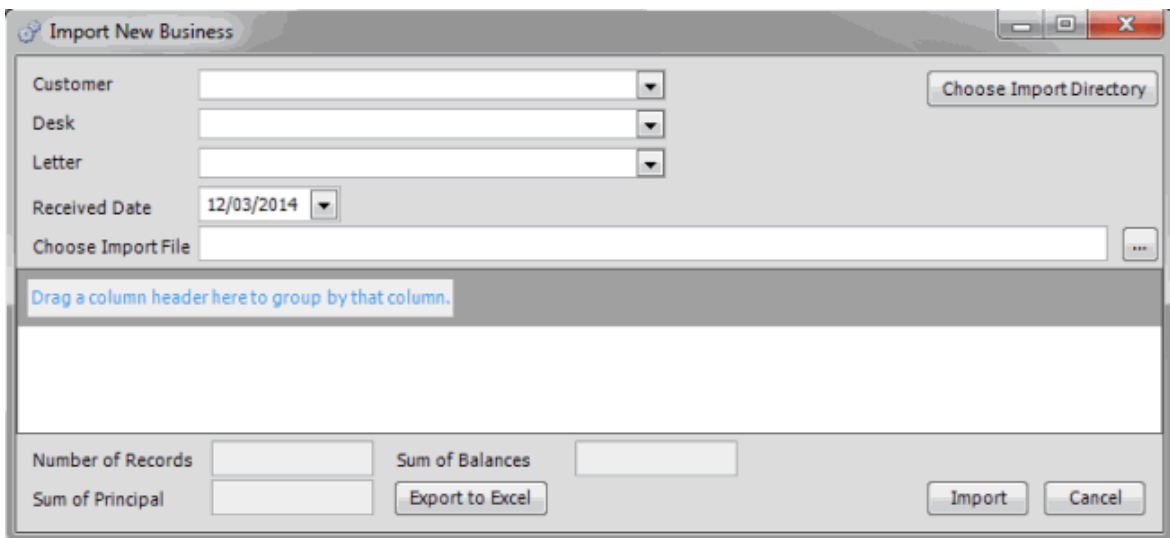 Import New Business
Customer
Choose Import Directory
Desk
Letter
Received Date 12/03/2014
Choose Import File ...
Drag a column header here to group by that column.
Number of Records Sum of Balances
Sum of Principal Export to Excel Import Cancel